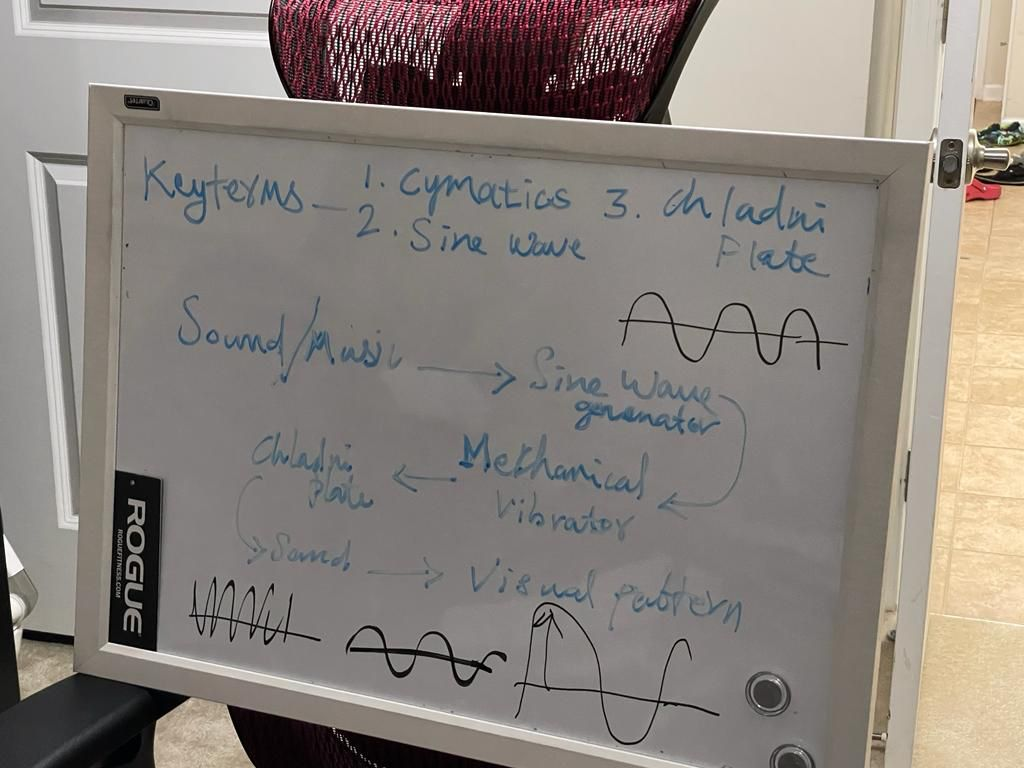 Keyterms — 1. Cymatics 3. Chladni
2. Sine Wave Plate
Sound/Music → Sine Wave
generator
Chladni ← Mechanical
Plate Vibrator
Sound → Visual pattern
ROGUE
ROGUEFITNESS.COM
Quartet